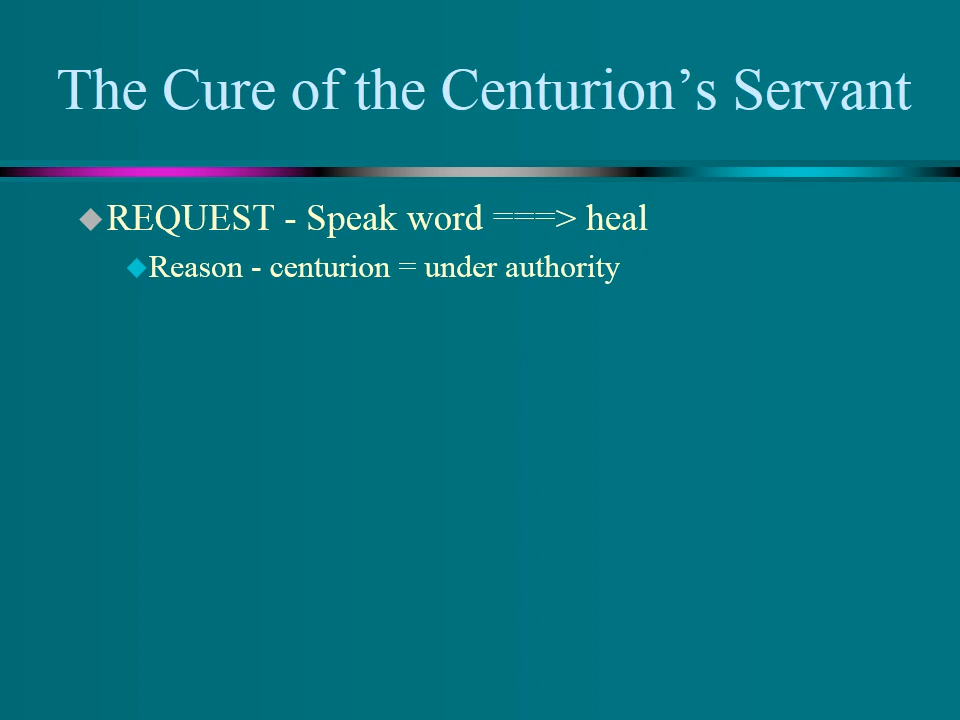 The Cure of the Centurion’s Servant
REQUEST - Speak word ===> heal
Reason - centurion = under authority